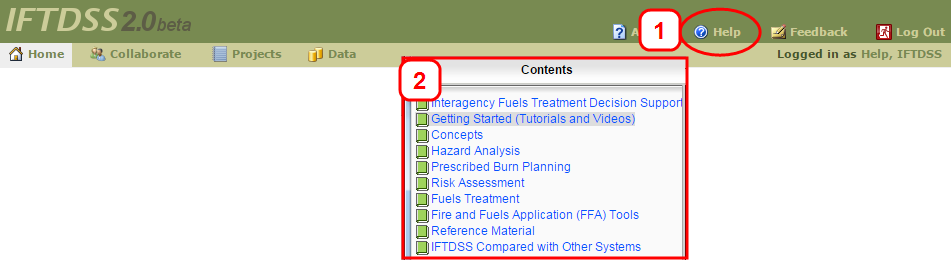 IFTDSS 2.0 beta
1
Help
Feedback
Log Out
Home
Collaborate
Projects
Data
Logged in as Help, IFTDSS
2
Contents
Interagency Fuels Treatment Decision Support
Getting Started (Tutorials and Videos)
Concepts
Hazard Analysis
Prescribed Burn Planning
Risk Assessment
Fuels Treatment
Fire and Fuels Application (FFA) Tools
Reference Material
IFTDSS Compared with Other Systems